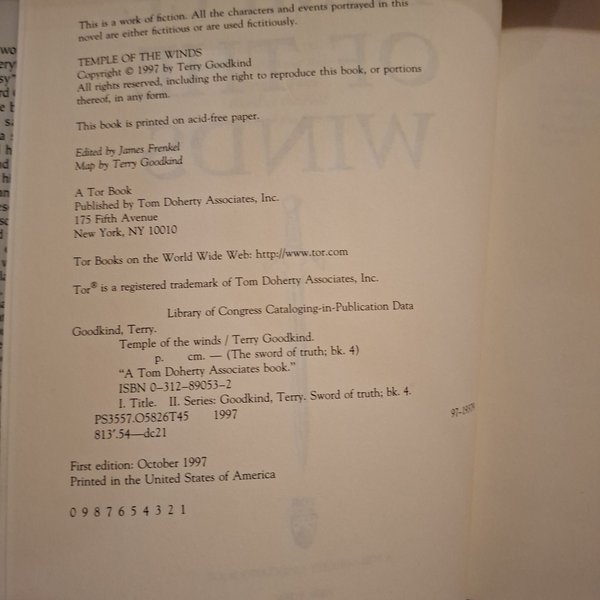 This is a work of fiction. All the characters and events portrayed in this
novel are either fictitious or are used fictitiously.
TEMPLE OF THE WINDS
Copyright © 1997 by Terry Goodkind
All rights reserved, including the right to reproduce this book, or portions
thereof, in any form.
This book is printed on acid-free paper.
Edited by James Frenkel
Map by Terry Goodkind
A Tor Book
Published by Tom Doherty Associates, Inc.
175 Fifth Avenue
New York, NY 10010
Tor Books on the World Wide Web: http://www.tor.com
Tor® is a registered trademark of Tom Doherty Associates, Inc.
Library of Congress Cataloging-in-Publication Data
Goodkind, Terry.
Temple of the winds / Terry Goodkind.
p. cm. — (The sword of truth; bk. 4)
"A Tom Doherty Associates book."
ISBN 0–312–89053–2
I. Title. II. Series: Goodkind, Terry. Sword of truth; bk. 4.
PS3557.O5826T45 1997
813'.54—dc21
First edition: October 1997
Printed in the United States of America
0 9 8 7 6 5 4 3 2 1